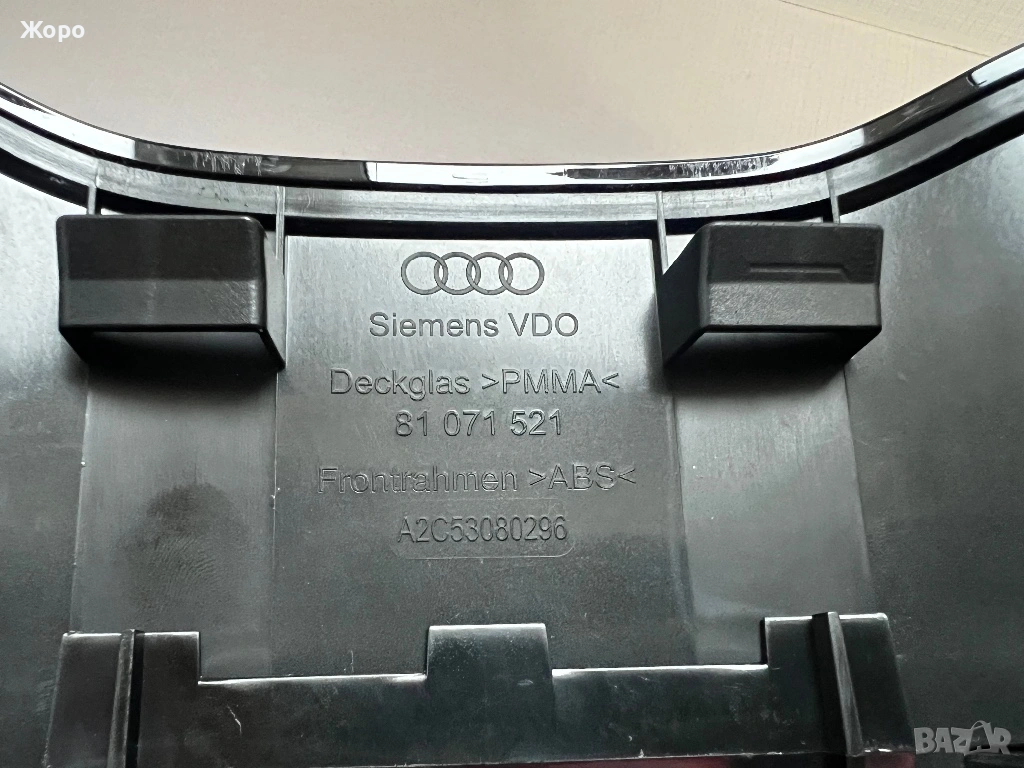 Жоро
Siemens VDO
Deckglas >PMMA<
81 071 521
Frontrahmen >ABS<
A2C53080296
BAZAR